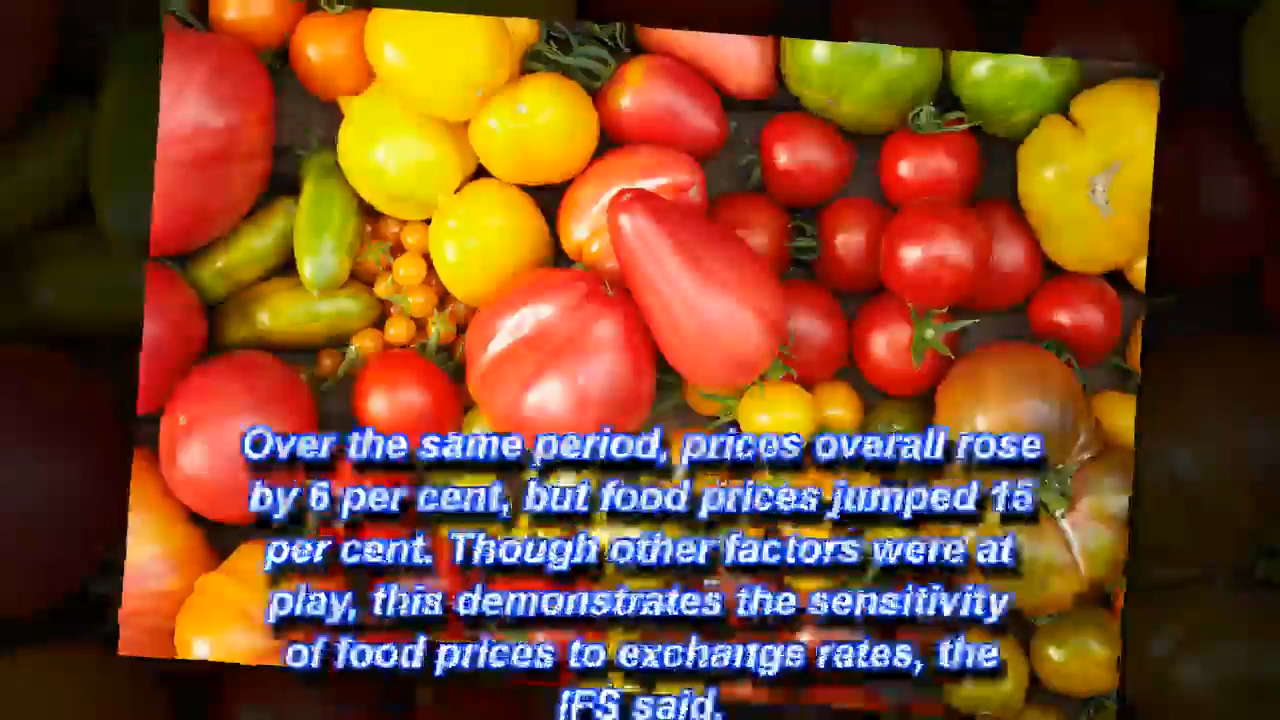 Over the same period, prices overall rose
by 6 per cent, but food prices jumped 15
per cent. Though other factors were at
play, this demonstrates the sensitivity
of food prices to exchange rates, the
IFS said.